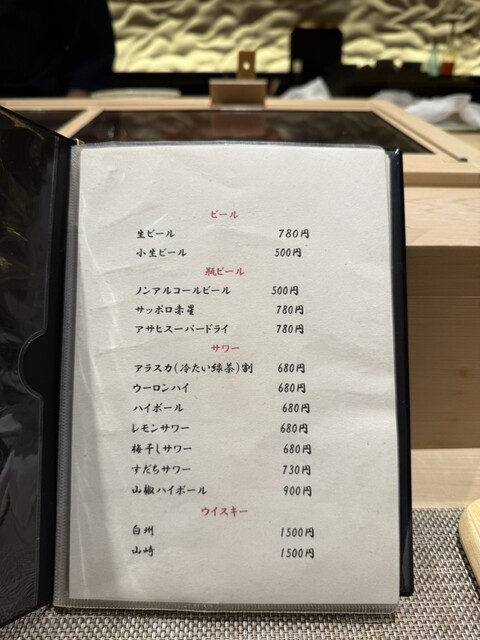 ビール
生ビール 780円
小生ビール 500円
瓶ビール
ノンアルコールビール 500円
サッポロ赤星 780円
アサヒスーパードライ 780円
サワー
アラスカ(冷たい緑茶)割 680円
ウーロンハイ 680円
ハイボール 680円
レモンサワー 680円
梅干しサワー 680円
すだちサワー 730円
山椒ハイボール 900円
ウイスキー
白州 1500円
山崎 1500円